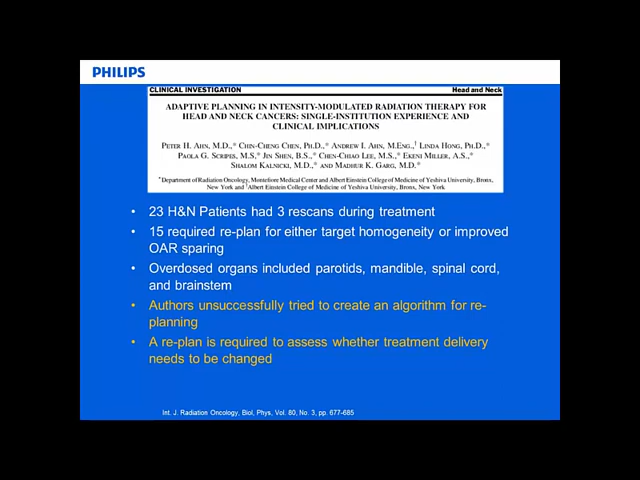 PHILIPS
CLINICAL INVESTIGATION Head and Neck
ADAPTIVE PLANNING IN INTENSITY-MODULATED RADIATION THERAPY FOR
HEAD AND NECK CANCERS: SINGLE-INSTITUTION EXPERIENCE AND
CLINICAL IMPLICATIONS
PETER H. AHN, M.D.,* CHIN-CHENG CHEN, PH.D.,* ANDREW I. AHN, M.ENG.,† LINDA HONG, PH.D.,*
PAOLA G. SCRIPES, M.S,* JIN SHEN, B.S.,* CHEN-CHIAO LEE, M.S.,* EKENI MILLER, A.S.,*
SHALOM KALNICKI, M.D.,* AND MADHUR K. GARG, M.D.*
*Department of Radiation Oncology, Montefiore Medical Center and Albert Einstein College of Medicine of Yeshiva University, Bronx,
New York and †Albert Einstein College of Medicine of Yeshiva University, Bronx, New York
• 23 H&N Patients had 3 rescans during treatment
• 15 required re-plan for either target homogeneity or improved
OAR sparing
• Overdosed organs included parotids, mandible, spinal cord,
and brainstem
• Authors unsuccessfully tried to create an algorithm for re-
planning
• A re-plan is required to assess whether treatment delivery
needs to be changed
Int. J. Radiation Oncology, Biol, Phys, Vol. 80, No. 3, pp. 677-685